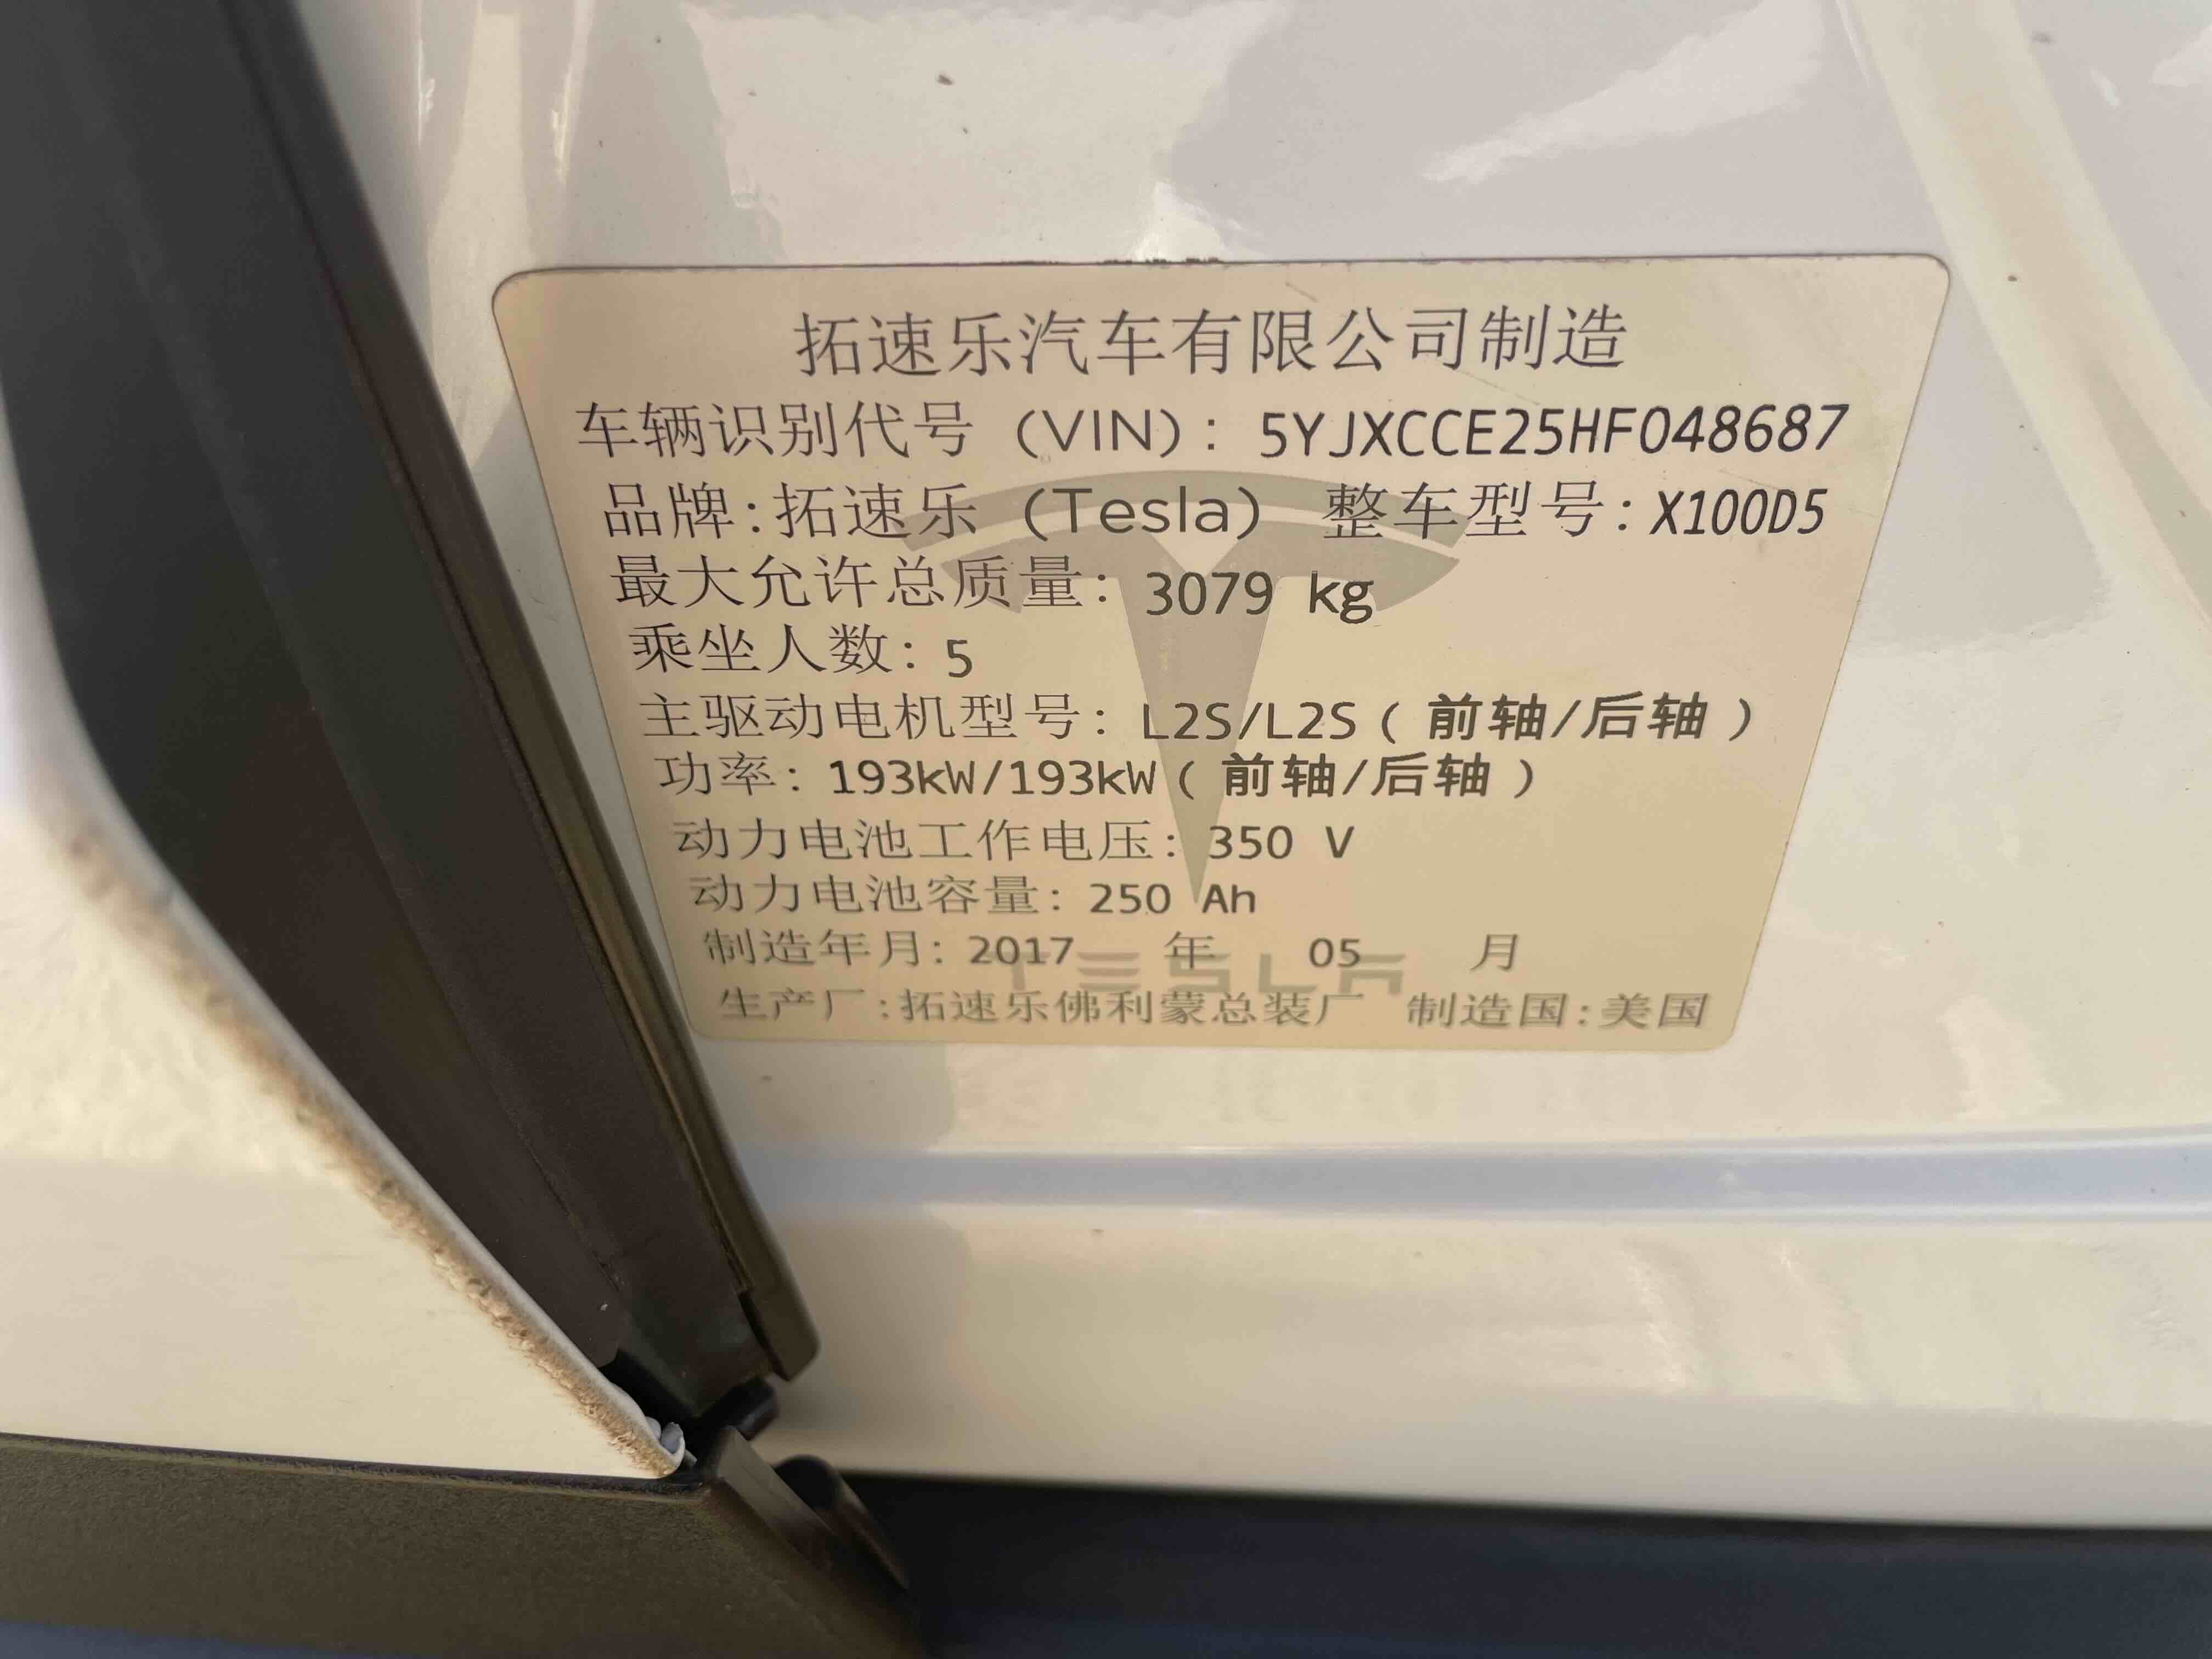 拓速乐汽车有限公司制造
车辆识别代号 (VIN): 5YJXCCE25HF048687
品牌:拓速乐 (Tesla) 整车型号:X100D5
最大允许总质量: 3079 kg
乘坐人数: 5
主驱动电机型号: L2S/L2S ( 前轴/后轴 )
功率: 193kW/193kW ( 前轴/后轴 )
动力电池工作电压: 350 V
动力电池容量: 250 Ah
制造年月: 2017 年 05 月
TESLA
生产厂:拓速乐佛利蒙总装厂 制造国:美国